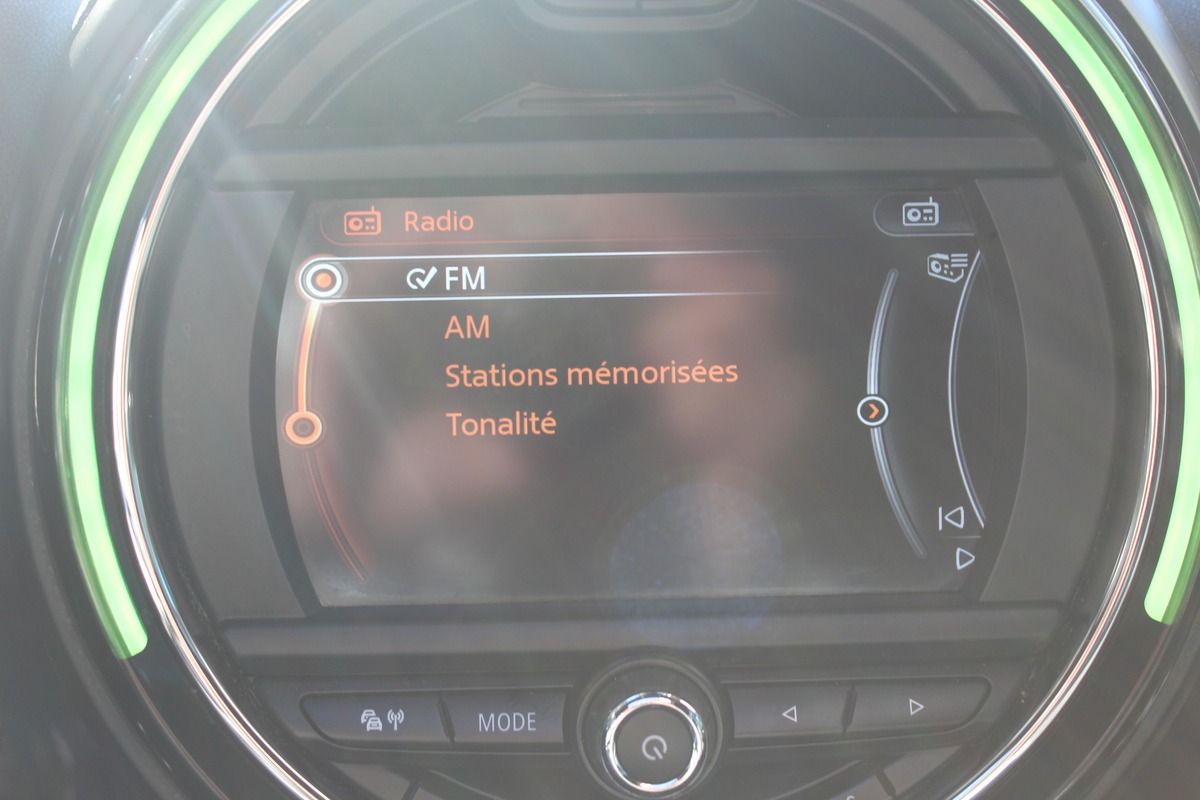 Radio
FM
AM
Stations mémorisées
Tonalité
MODE